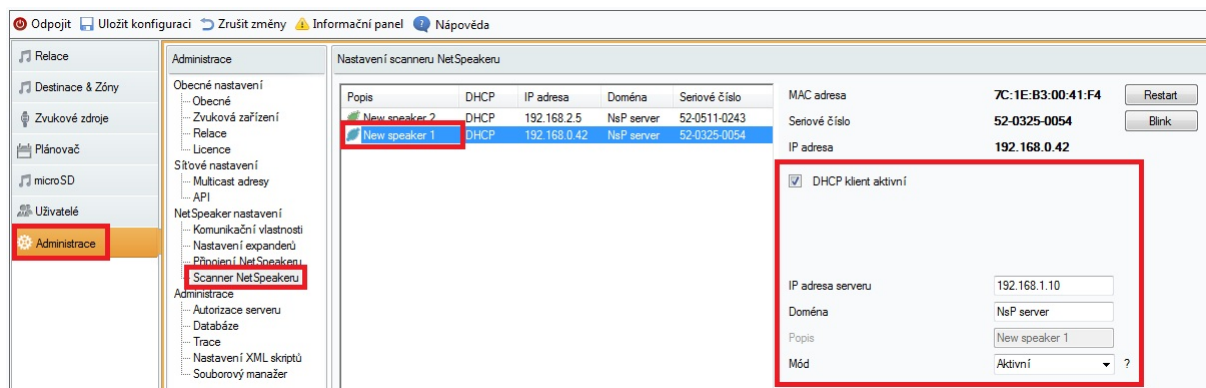 Odpojit Uložit konfiguraci Zrušit změny Informační panel Nápověda
Relace
Destinace & Zóny
Zvukové zdroje
Plánovač
microSD
Uživatelé
Administrace
Administrace
Obecné nastavení
Obecné
Zvuková zařízení
Relace
Licence
Síťové nastavení
Multicast adresy
API
NetSpeaker nastavení
Komunikační vlastnosti
Nastavení expanderů
Připojení NetSpeakeru
Scanner NetSpeakeru
Administrace
Autorizace serveru
Databáze
Trace
Nastavení XML skriptů
Souborový manažer
Nastavení scanneru NetSpeakeru
Popis DHCP IP adresa Doména Seriové číslo
New speaker 2 DHCP 192.168.2.5 NsP server 52-0511-0243
New speaker 1 DHCP 192.168.0.42 NsP server 52-0325-0054
MAC adresa 7C:1E:B3:00:41:F4 Restart
Seriové číslo 52-0325-0054 Blink
IP adresa 192.168.0.42
DHCP klient aktivní
IP adresa serveru 192.168.1.10
Doména NsP server
Popis New speaker 1
Mód Aktivní ?